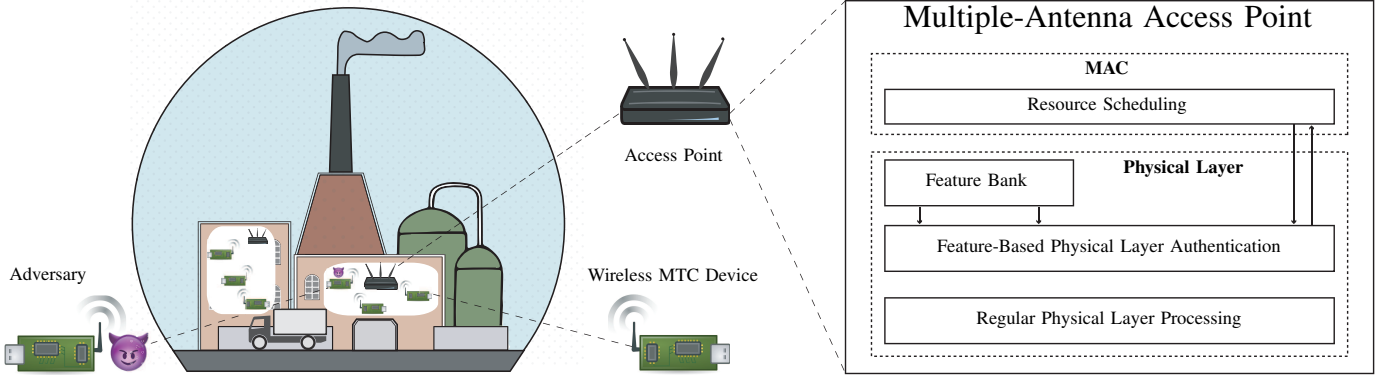 Multiple-Antenna Access Point
MAC
Resource Scheduling
Access Point
Physical Layer
Feature Bank
Feature-Based Physical Layer Authentication
Adversary
Wireless MTC Device
Regular Physical Layer Processing